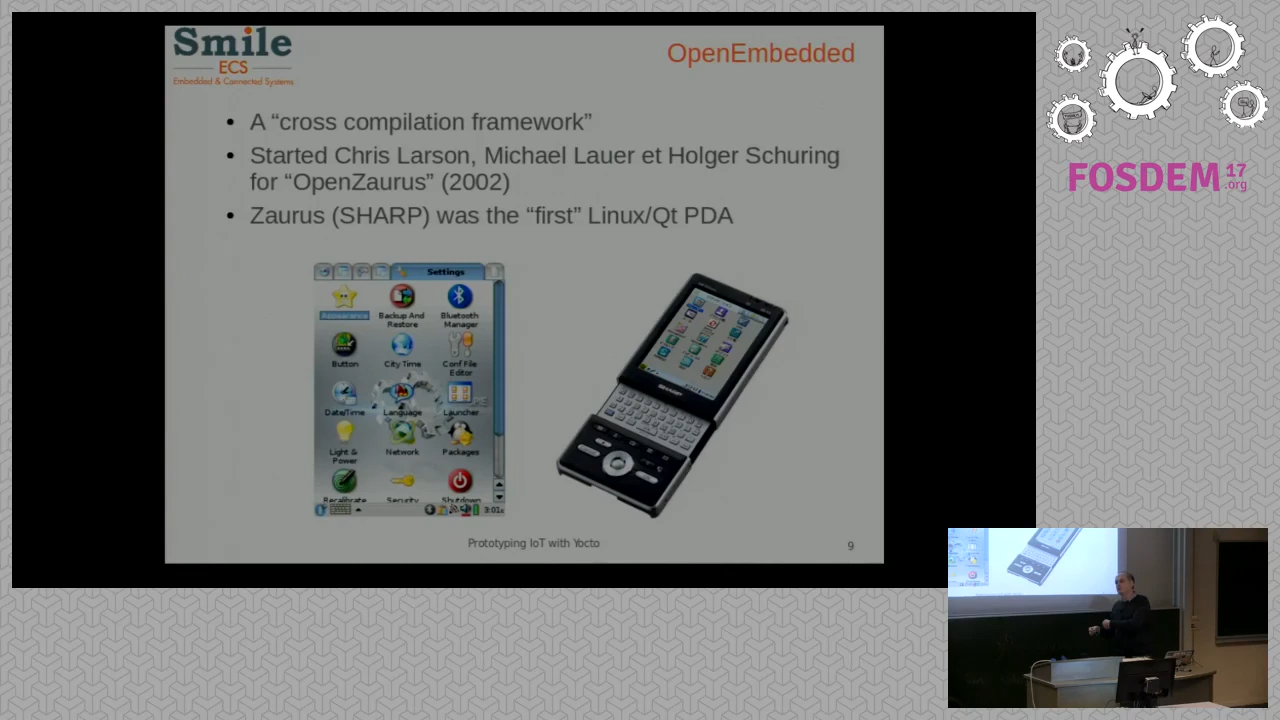 Smile
ECS
Embedded & Connected Systems
OpenEmbedded
• A “cross compilation framework”
• Started Chris Larson, Michael Lauer et Holger Schuring
for “OpenZaurus” (2002)
• Zaurus (SHARP) was the “first” Linux/Qt PDA
Settings
Appearance
Backup And
Restore
Bluetooth
Manager
Button
City Time
Conf File
Editor
Date/Time
Language
Launcher
Light &
Power
Network
Packages
Recalibrate
Security
Shutdown
SHARP
Prototyping IoT with Yocto
9
FOSDEM 17
.org